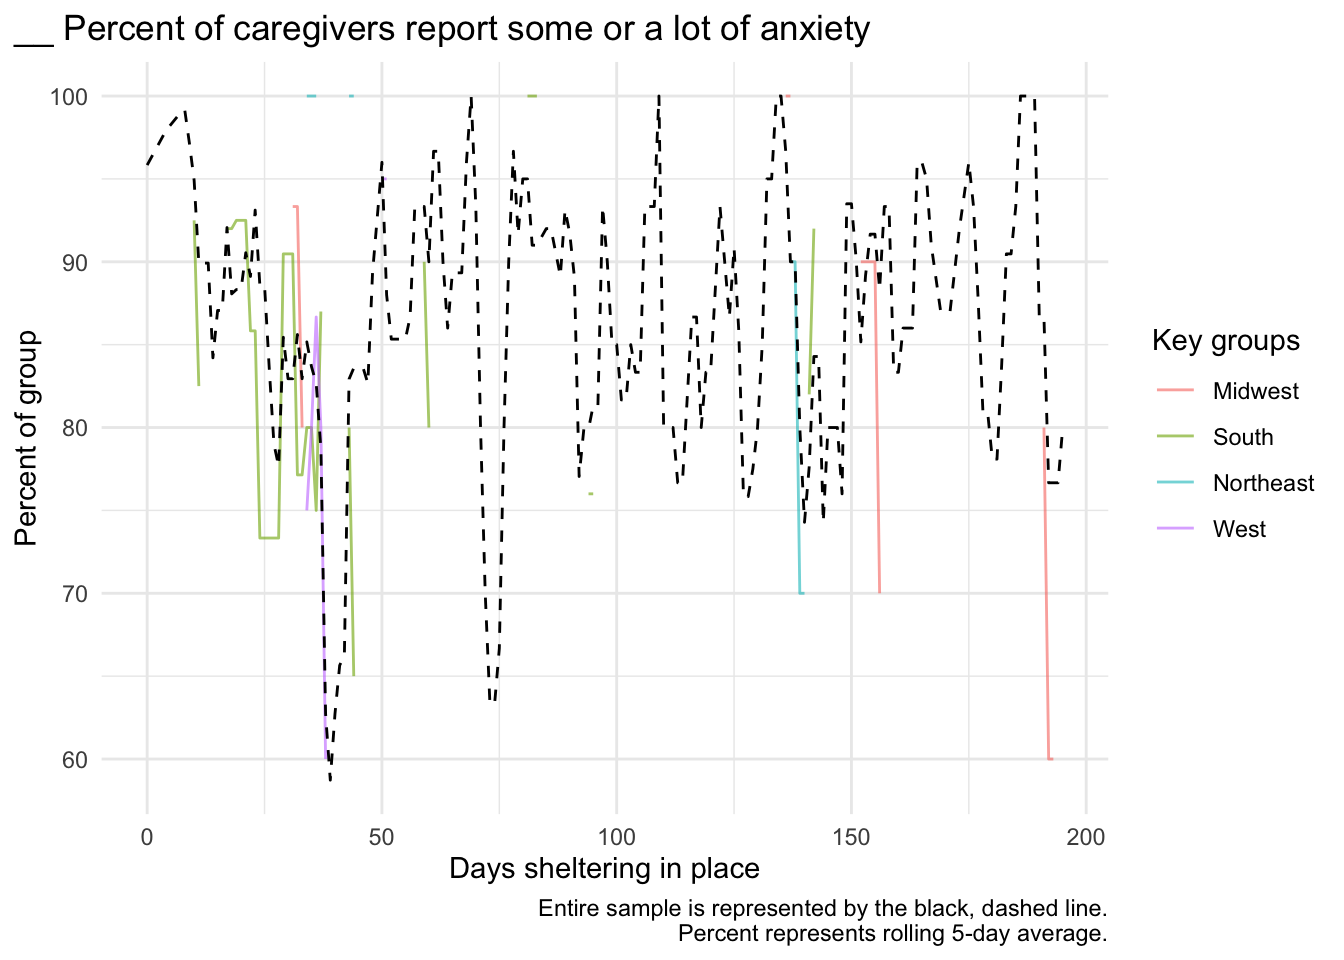 __ Percent of caregivers report some or a lot of anxiety
Percent of group
100
90
80
70
60
0 50 100 150 200
Days sheltering in place
Key groups
Midwest
South
Northeast
West
Entire sample is represented by the black, dashed line.
Percent represents rolling 5-day average.